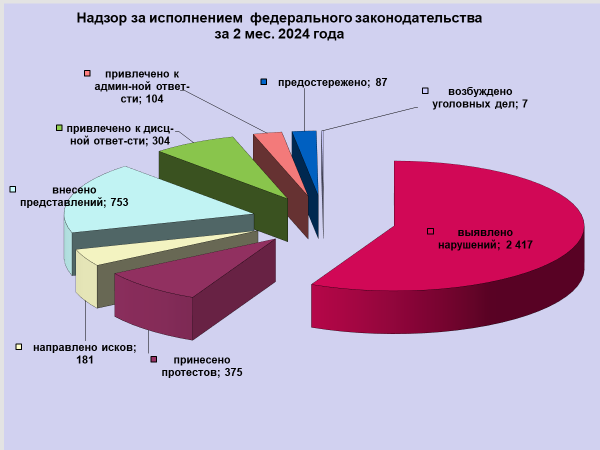 Надзор за исполнением федерального законодательства
за 2 мес. 2024 года
привлечено к
админ-ной ответ-
сти; 104
предостережено; 87
возбуждено
уголовных дел; 7
привлечено к дисц-
ной ответ-сти; 304
внесено
представлений; 753
выявлено
нарушений; 2 417
направлено исков;
181
принесено
протестов; 375